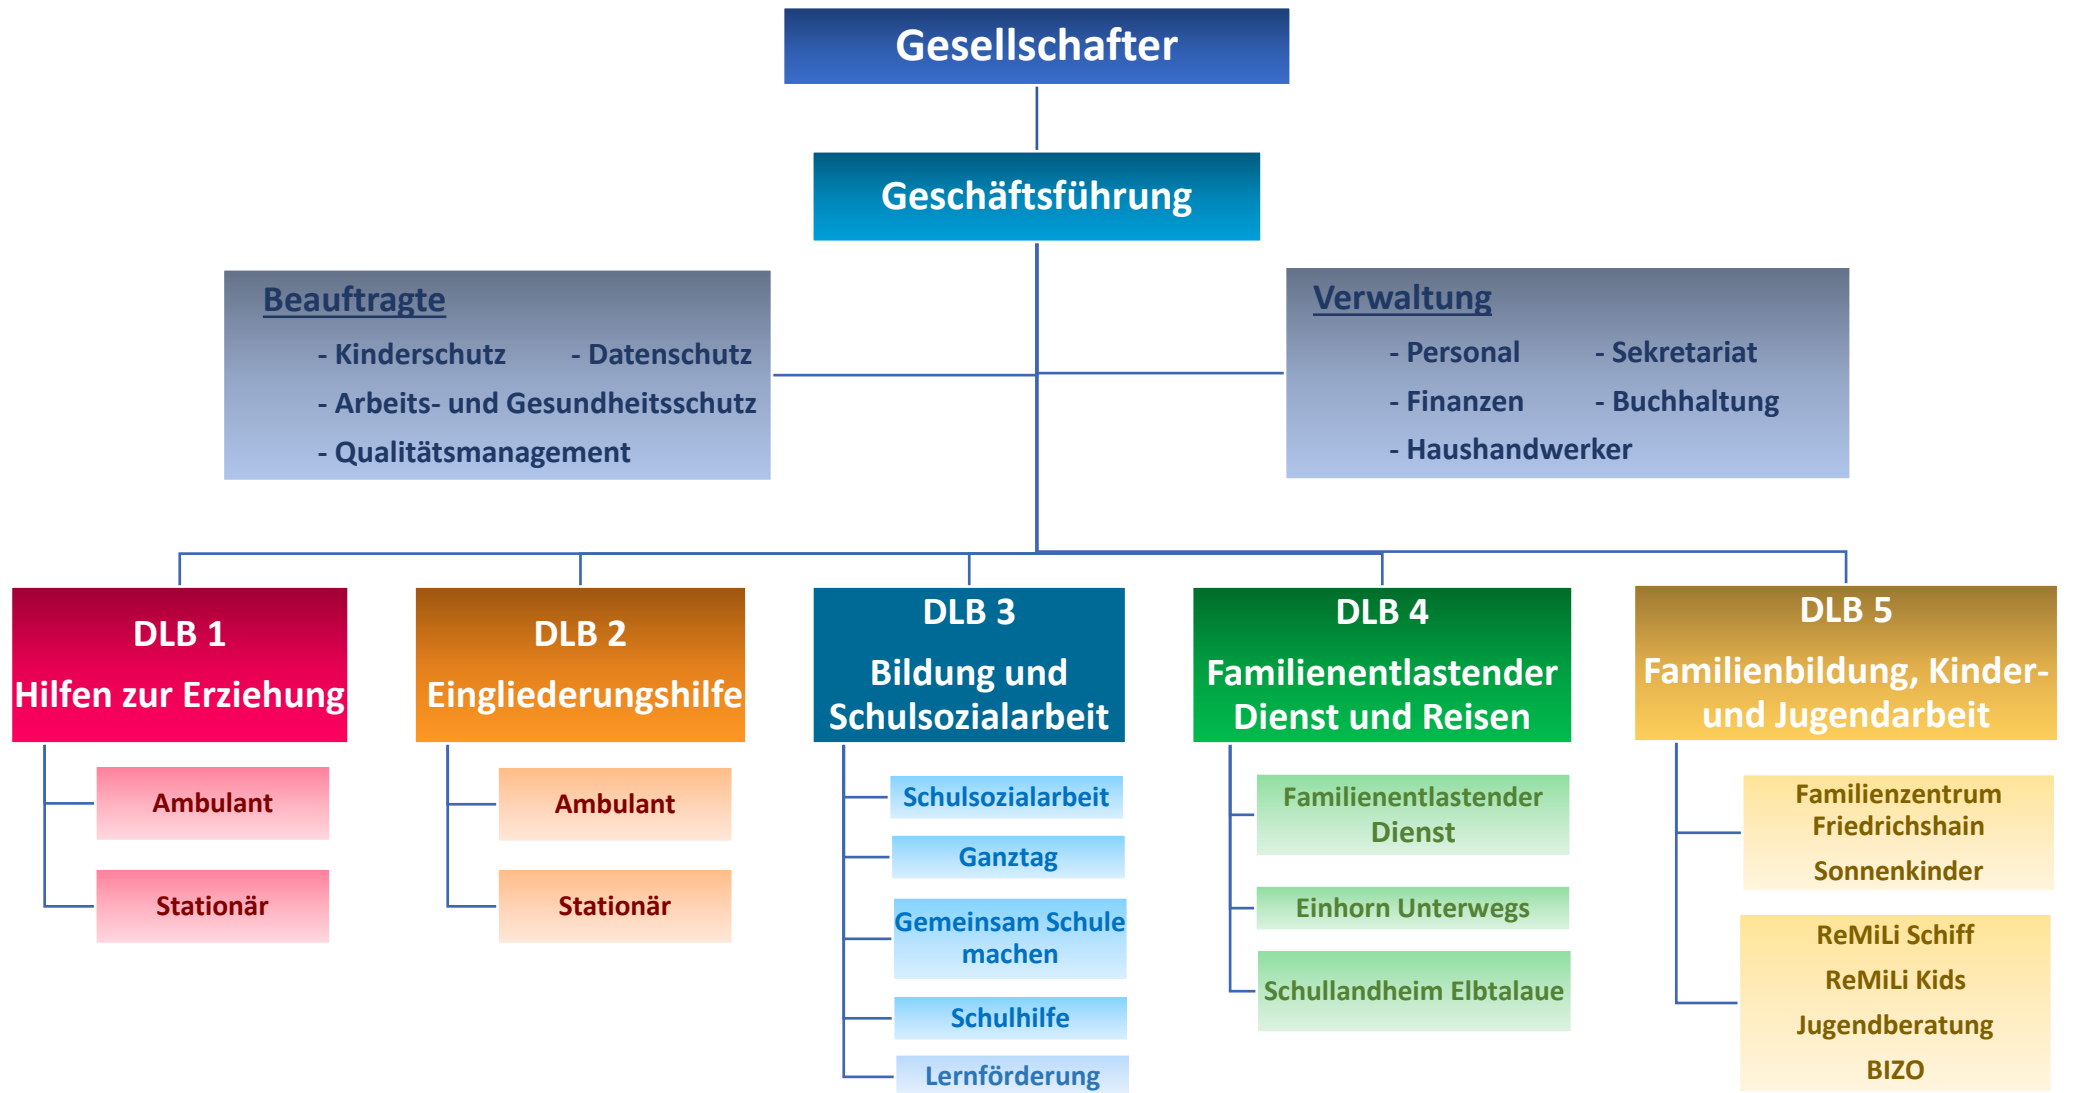 Gesellschafter
Geschäftsführung
Beauftragte
- Kinderschutz - Datenschutz
- Arbeits- und Gesundheitsschutz
- Qualitätsmanagement
Verwaltung
- Personal - Sekretariat
- Finanzen - Buchhaltung
- Haushandwerker
DLB 1
Hilfen zur Erziehung
Ambulant
Stationär
DLB 2
Eingliederungshilfe
Ambulant
Stationär
DLB 3
Bildung und
Schulsozialarbeit
Schulsozialarbeit
Ganztag
Gemeinsam Schule
machen
Schulhilfe
Lernförderung
DLB 4
Familienentlastender
Dienst und Reisen
Familienentlastender
Dienst
Einhorn Unterwegs
Schullandheim Elbtalaue
DLB 5
Familienbildung, Kinder-
und Jugendarbeit
Familienzentrum
Friedrichshain
Sonnenkinder
ReMiLi Schiff
ReMiLi Kids
Jugendberatung
BIZO